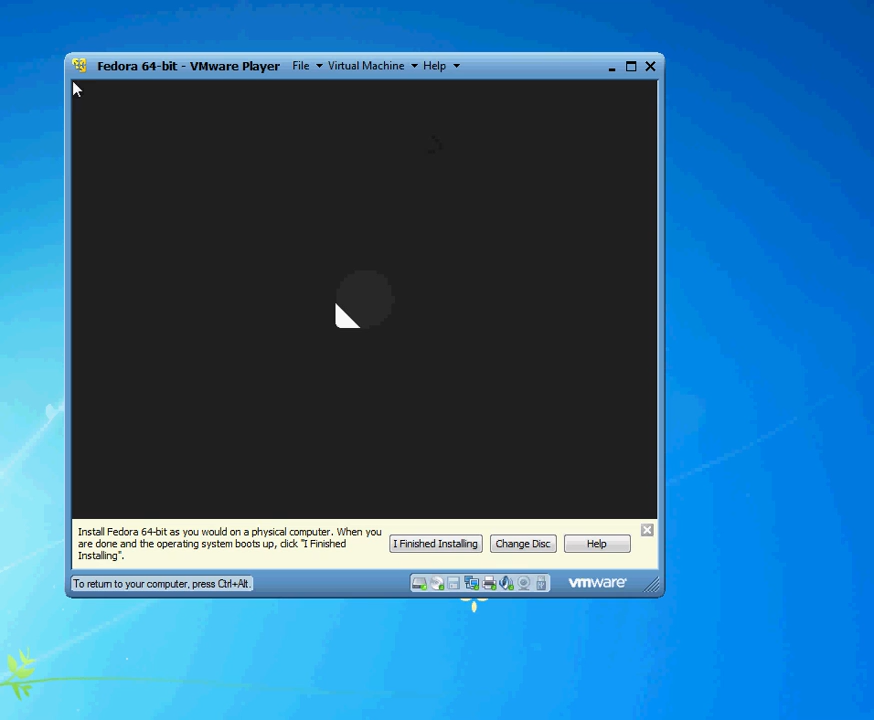 Fedora 64-bit - VMware Player File Virtual Machine Help
Install Fedora 64-bit as you would on a physical computer. When you
are done and the operating system boots up, click "I Finished
Installing".
I Finished Installing Change Disc Help
To return to your computer, press Ctrl+Alt.
vmware